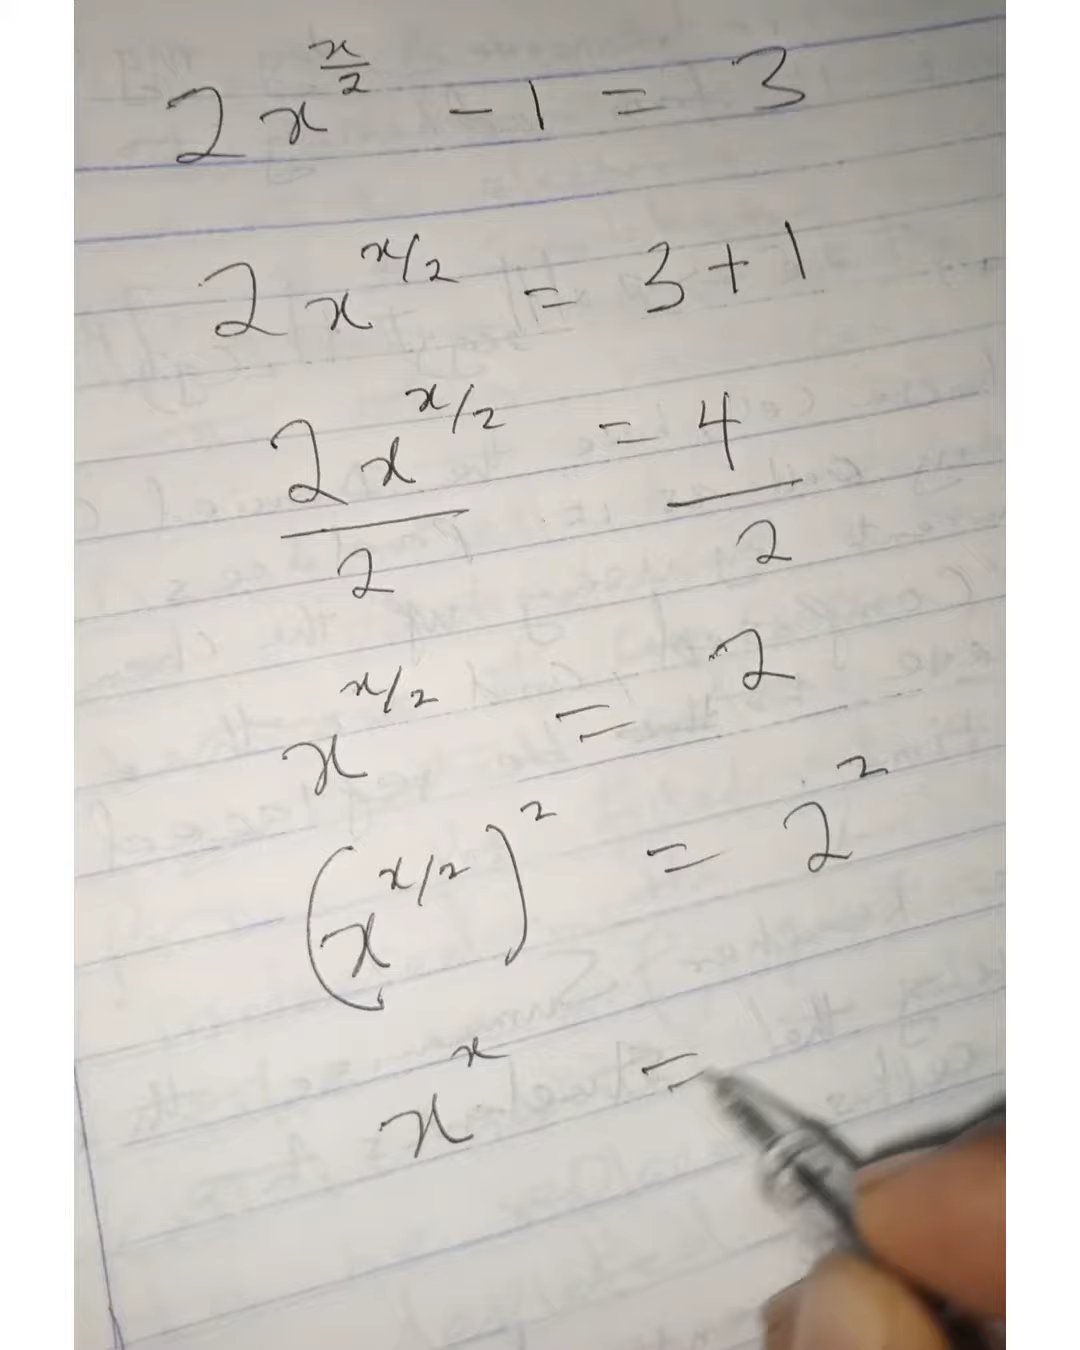 2x^(x/2) - 1 = 3
2x^(x/2) = 3 + 1
2x^(x/2)/2 = 4/2
x^(x/2) = 2
(x^(x/2))^2 = 2^2
x^x =